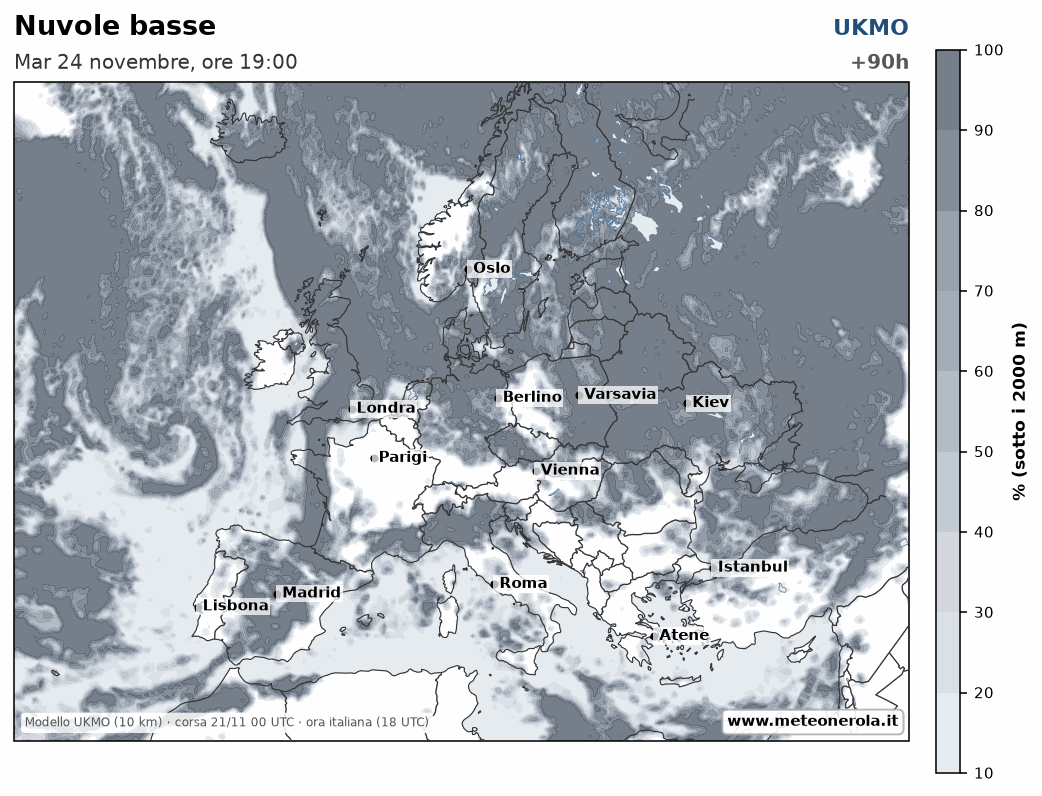 Nuvole basse
UKMO
Mar 24 novembre, ore 19:00
+90h
100
90
80
70
60
50
40
30
20
10
% (sotto i 2000 m)
Oslo
Berlino
Varsavia
Kiev
Londra
Parigi
Vienna
Istanbul
Roma
Madrid
Lisbona
Atene
Modello UKMO (10 km) · corsa 21/11 00 UTC · ora italiana (18 UTC)
www.meteonerola.it